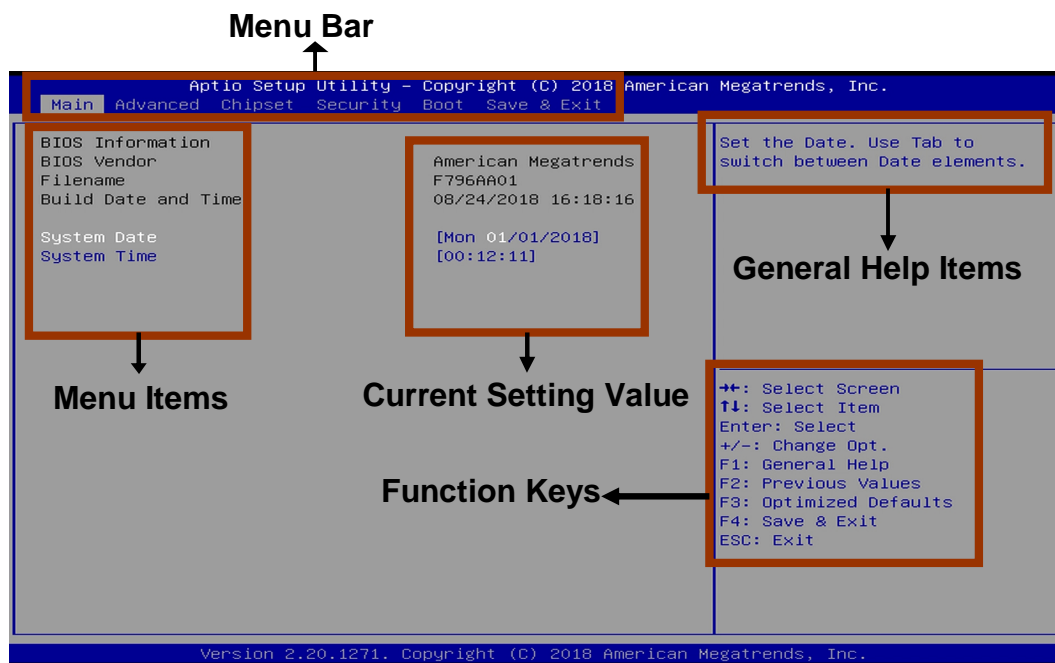 Menu Bar
Aptio Setup Utility – Copyright (C) 2018 American Megatrends, Inc.
Main Advanced Chipset Security Boot Save & Exit
BIOS Information
BIOS Vendor American Megatrends
Filename F796AA01
Build Date and Time 08/24/2018 16:18:16
System Date [Mon 01/01/2018]
System Time [00:12:11]
Set the Date. Use Tab to
switch between Date elements.
General Help Items
Menu Items
Current Setting Value
→←: Select Screen
↑↓: Select Item
Enter: Select
+/-: Change Opt.
F1: General Help
F2: Previous Values
F3: Optimized Defaults
F4: Save & Exit
ESC: Exit
Function Keys
Version 2.20.1271. Copyright (C) 2018 American Megatrends, Inc.